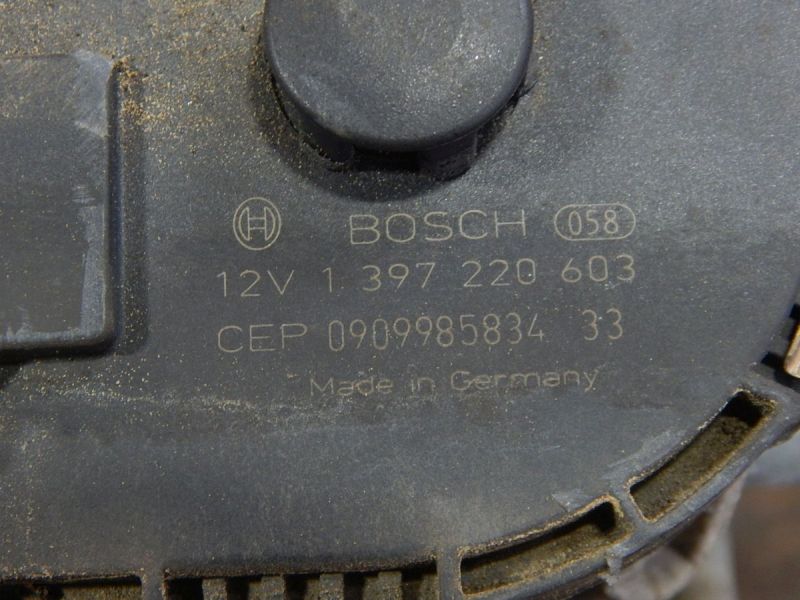 BOSCH 058
12V 1 397 220 603
CEP 0909985834 33
Made in Germany